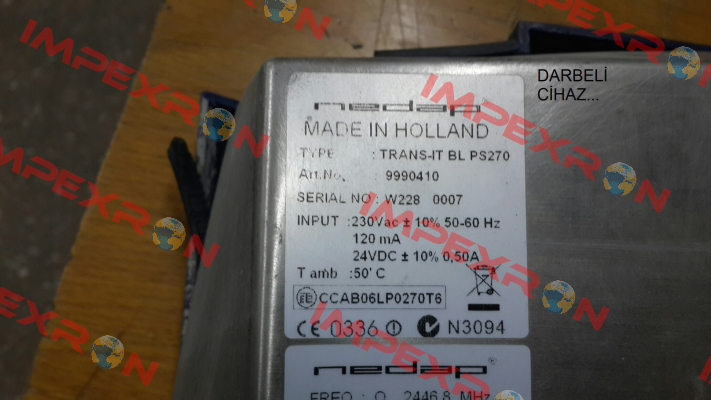 IMPEXRON
DARBELİ
CİHAZ...
nedap
MADE IN HOLLAND
TYPE : TRANS-IT BL PS270
Art.No. : 9990410
SERIAL NO : W228 0007
INPUT :230Vac ± 10% 50-60 Hz
120 mA
24VDC ± 10% 0,50A
T amb :50' C
CCAB06LP0270T6
CE 0336 N3094
nedap
FREQ : 2446,8 MHz